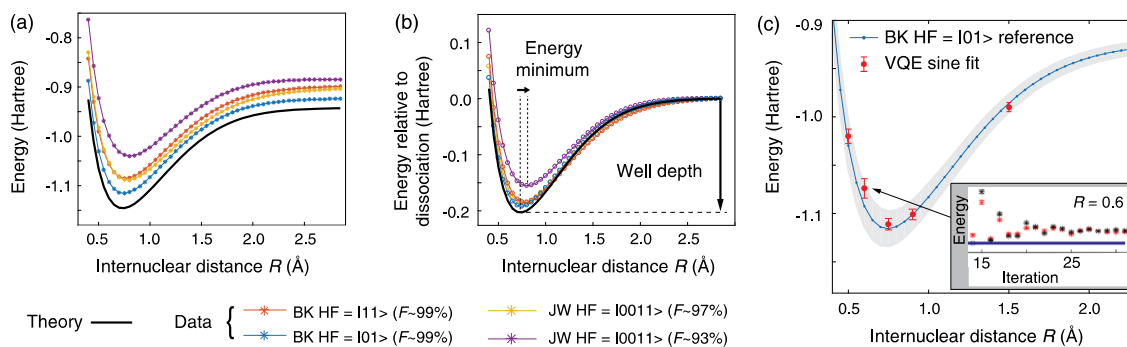 (a)
Energy (Hartree)
-0.8
-0.9
-1.0
-1.1
0.5
1.0
1.5
2.0
2.5
Internuclear distance R (Å)
(b)
Energy relative to
dissociation (Hartree)
0.1
0.0
-0.1
-0.2
Energy
minimum
Well depth
0.5
1.0
1.5
2.0
2.5
Internuclear distance R (Å)
(c)
Energy (Hartree)
-0.9
-1.0
-1.1
BK HF = I01> reference
VQE sine fit
Energy
R = 0.6
15
25
Iteration
0.5
1.0
1.5
2.0
Internuclear distance R (Å)
Theory
Data {
BK HF = I11> (F~99%)
BK HF = I01> (F~99%)
JW HF = I0011> (F~97%)
JW HF = I0011> (F~93%)